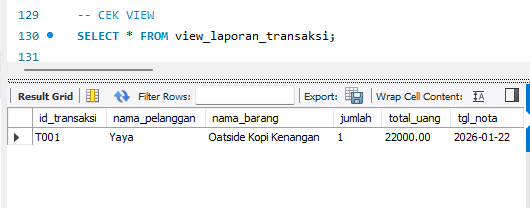 129 -- CEK VIEW
130 SELECT * FROM view_laporan_transaksi;
131
Result Grid Filter Rows: Export: Wrap Cell Content:
id_transaksi nama_pelanggan nama_barang jumlah total_uang tgl_nota
T001 Yaya Oatside Kopi Kenangan 1 22000.00 2026-01-22